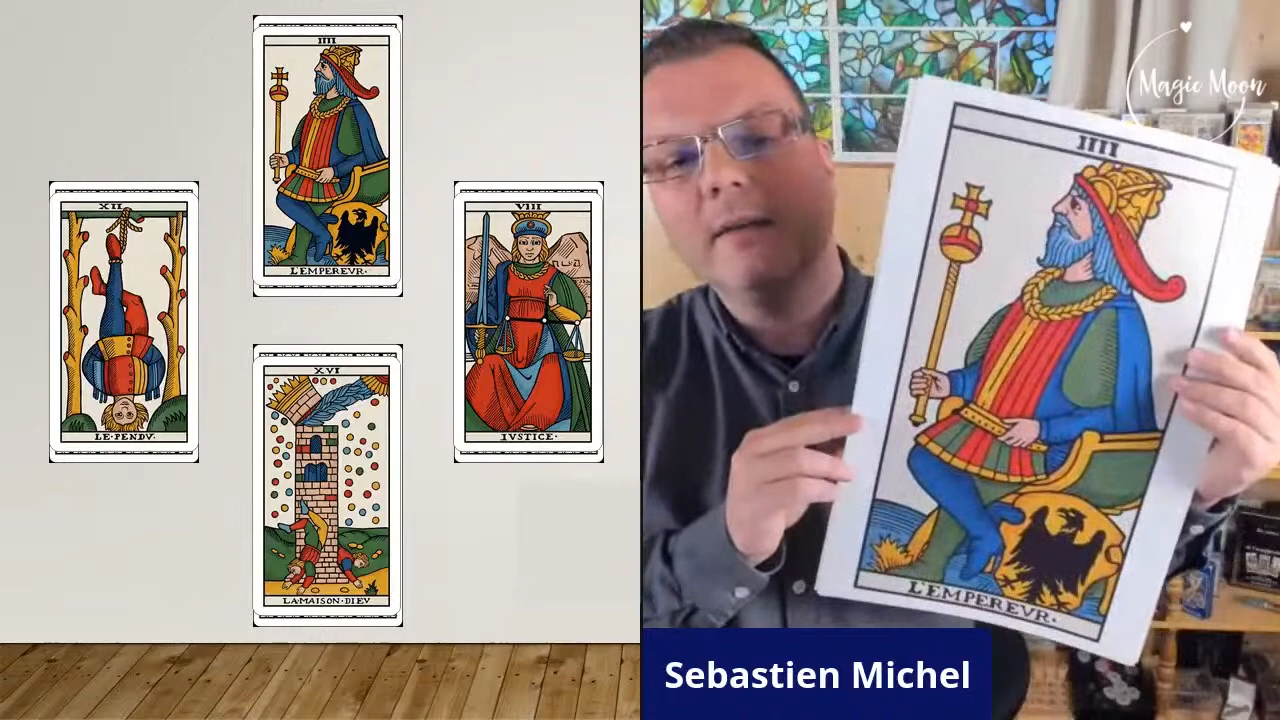 IIII
L'EMPEREVR·
XII
LE·PENDV·
VIII
IVSTICE·
XVI
LA·MAISON·DIEV
Magic Moon
IIII
L'EMPEREVR·
Sebastien Michel